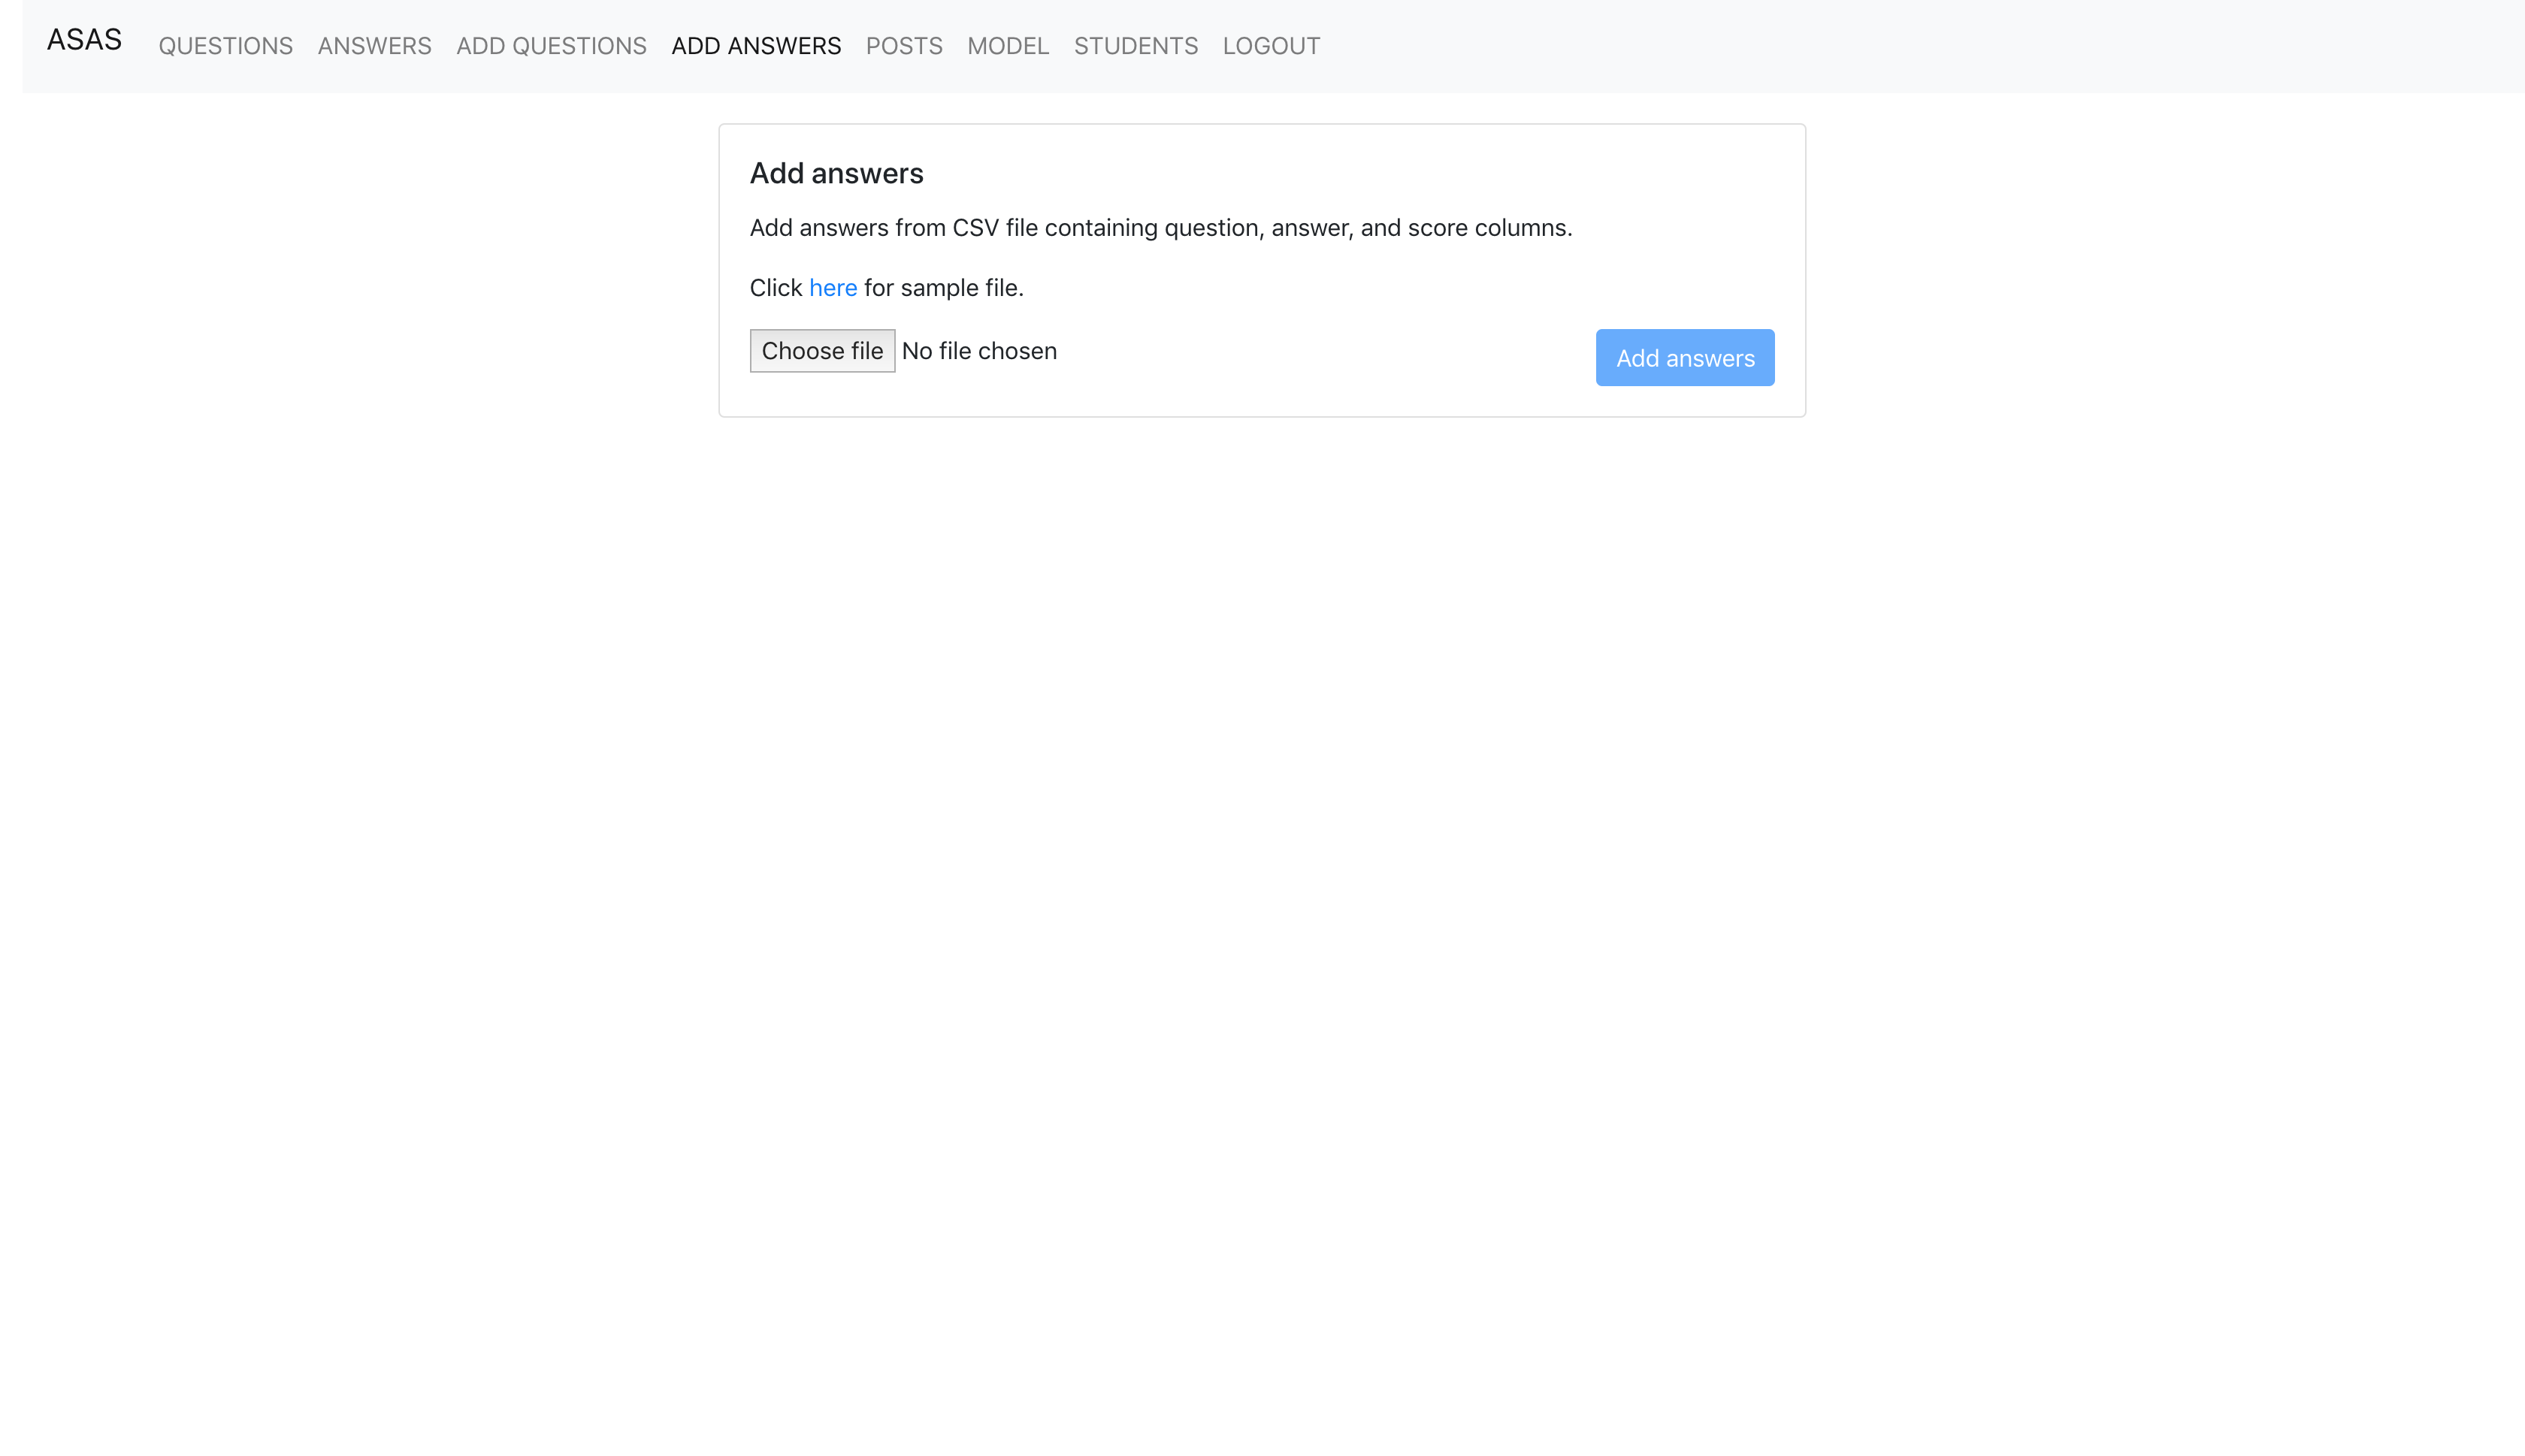 ASAS QUESTIONS ANSWERS ADD QUESTIONS ADD ANSWERS POSTS MODEL STUDENTS LOGOUT
Add answers
Add answers from CSV file containing question, answer, and score columns.
Click here for sample file.
Choose file No file chosen Add answers